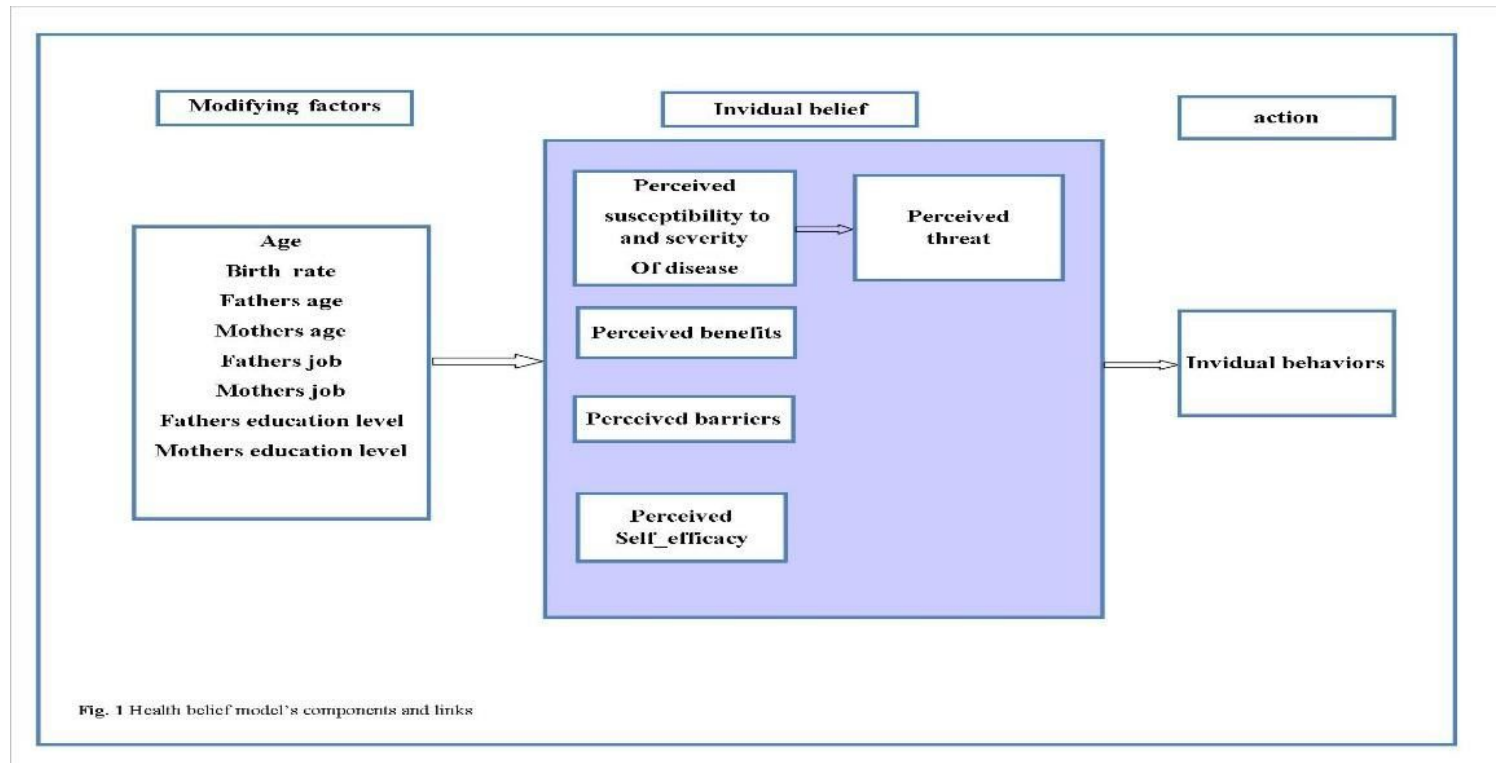 Modifying factors
Invidual belief
action
Age
Birth rate
Fathers age
Mothers age
Fathers job
Mothers job
Fathers education level
Mothers education level
Perceived
susceptibility to
and severity
Of disease
Perceived
threat
Perceived benefits
Perceived barriers
Perceived
Self_efficacy
Invidual behaviors
Fig. 1 Health belief model's components and links